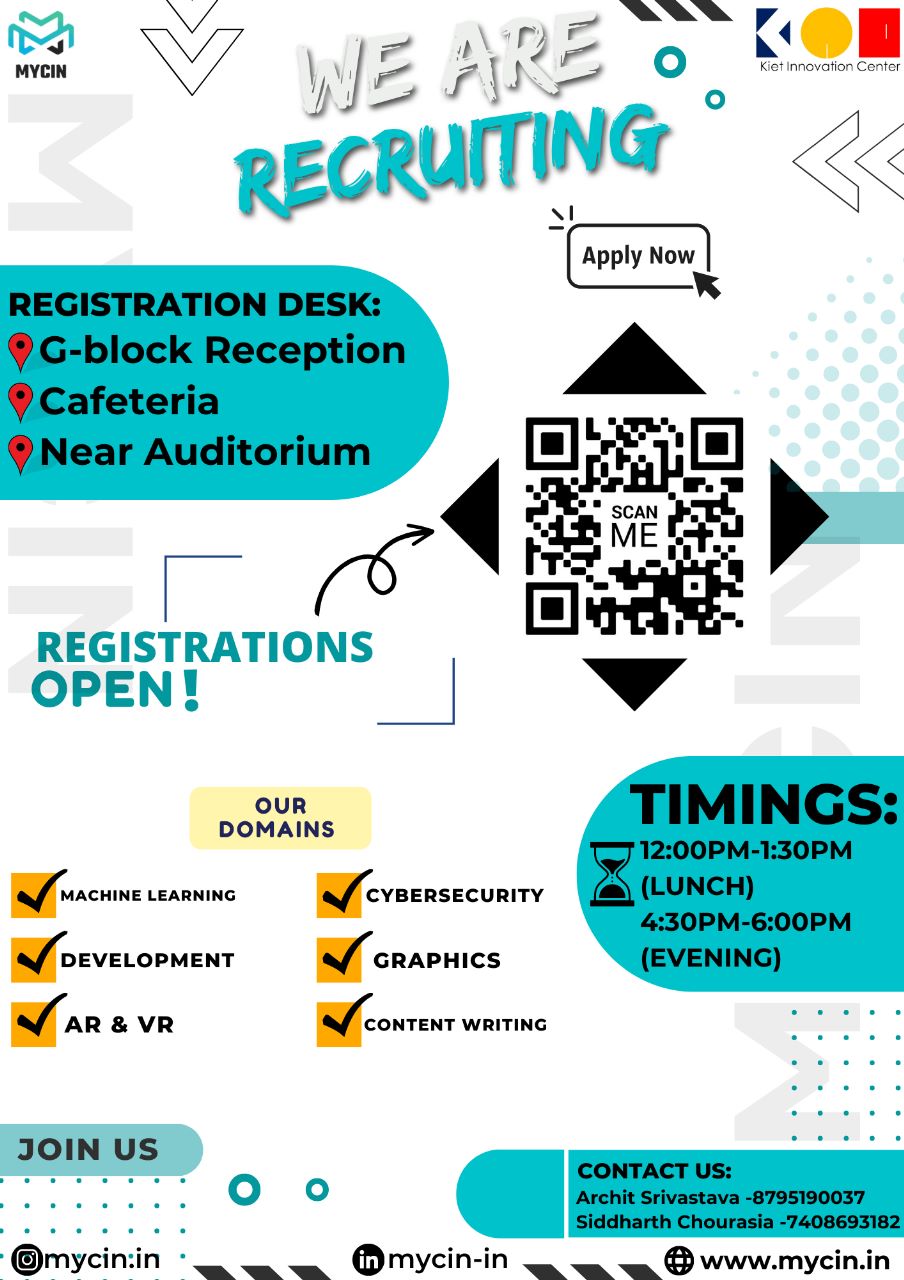 MYCIN
Kiet Innovation Center
WE ARE
RECRUITING
Apply Now
REGISTRATION DESK:
G-block Reception
Cafeteria
Near Auditorium
SCAN
ME
REGISTRATIONS
OPEN!
TIMINGS:
12:00PM-1:30PM
(LUNCH)
4:30PM-6:00PM
(EVENING)
OUR
DOMAINS
MACHINE LEARNING
CYBERSECURITY
DEVELOPMENT
GRAPHICS
AR & VR
CONTENT WRITING
JOIN US
CONTACT US:
Archit Srivastava -8795190037
Siddharth Chourasia -7408693182
mycin.in
in mycin-in
www.mycin.in